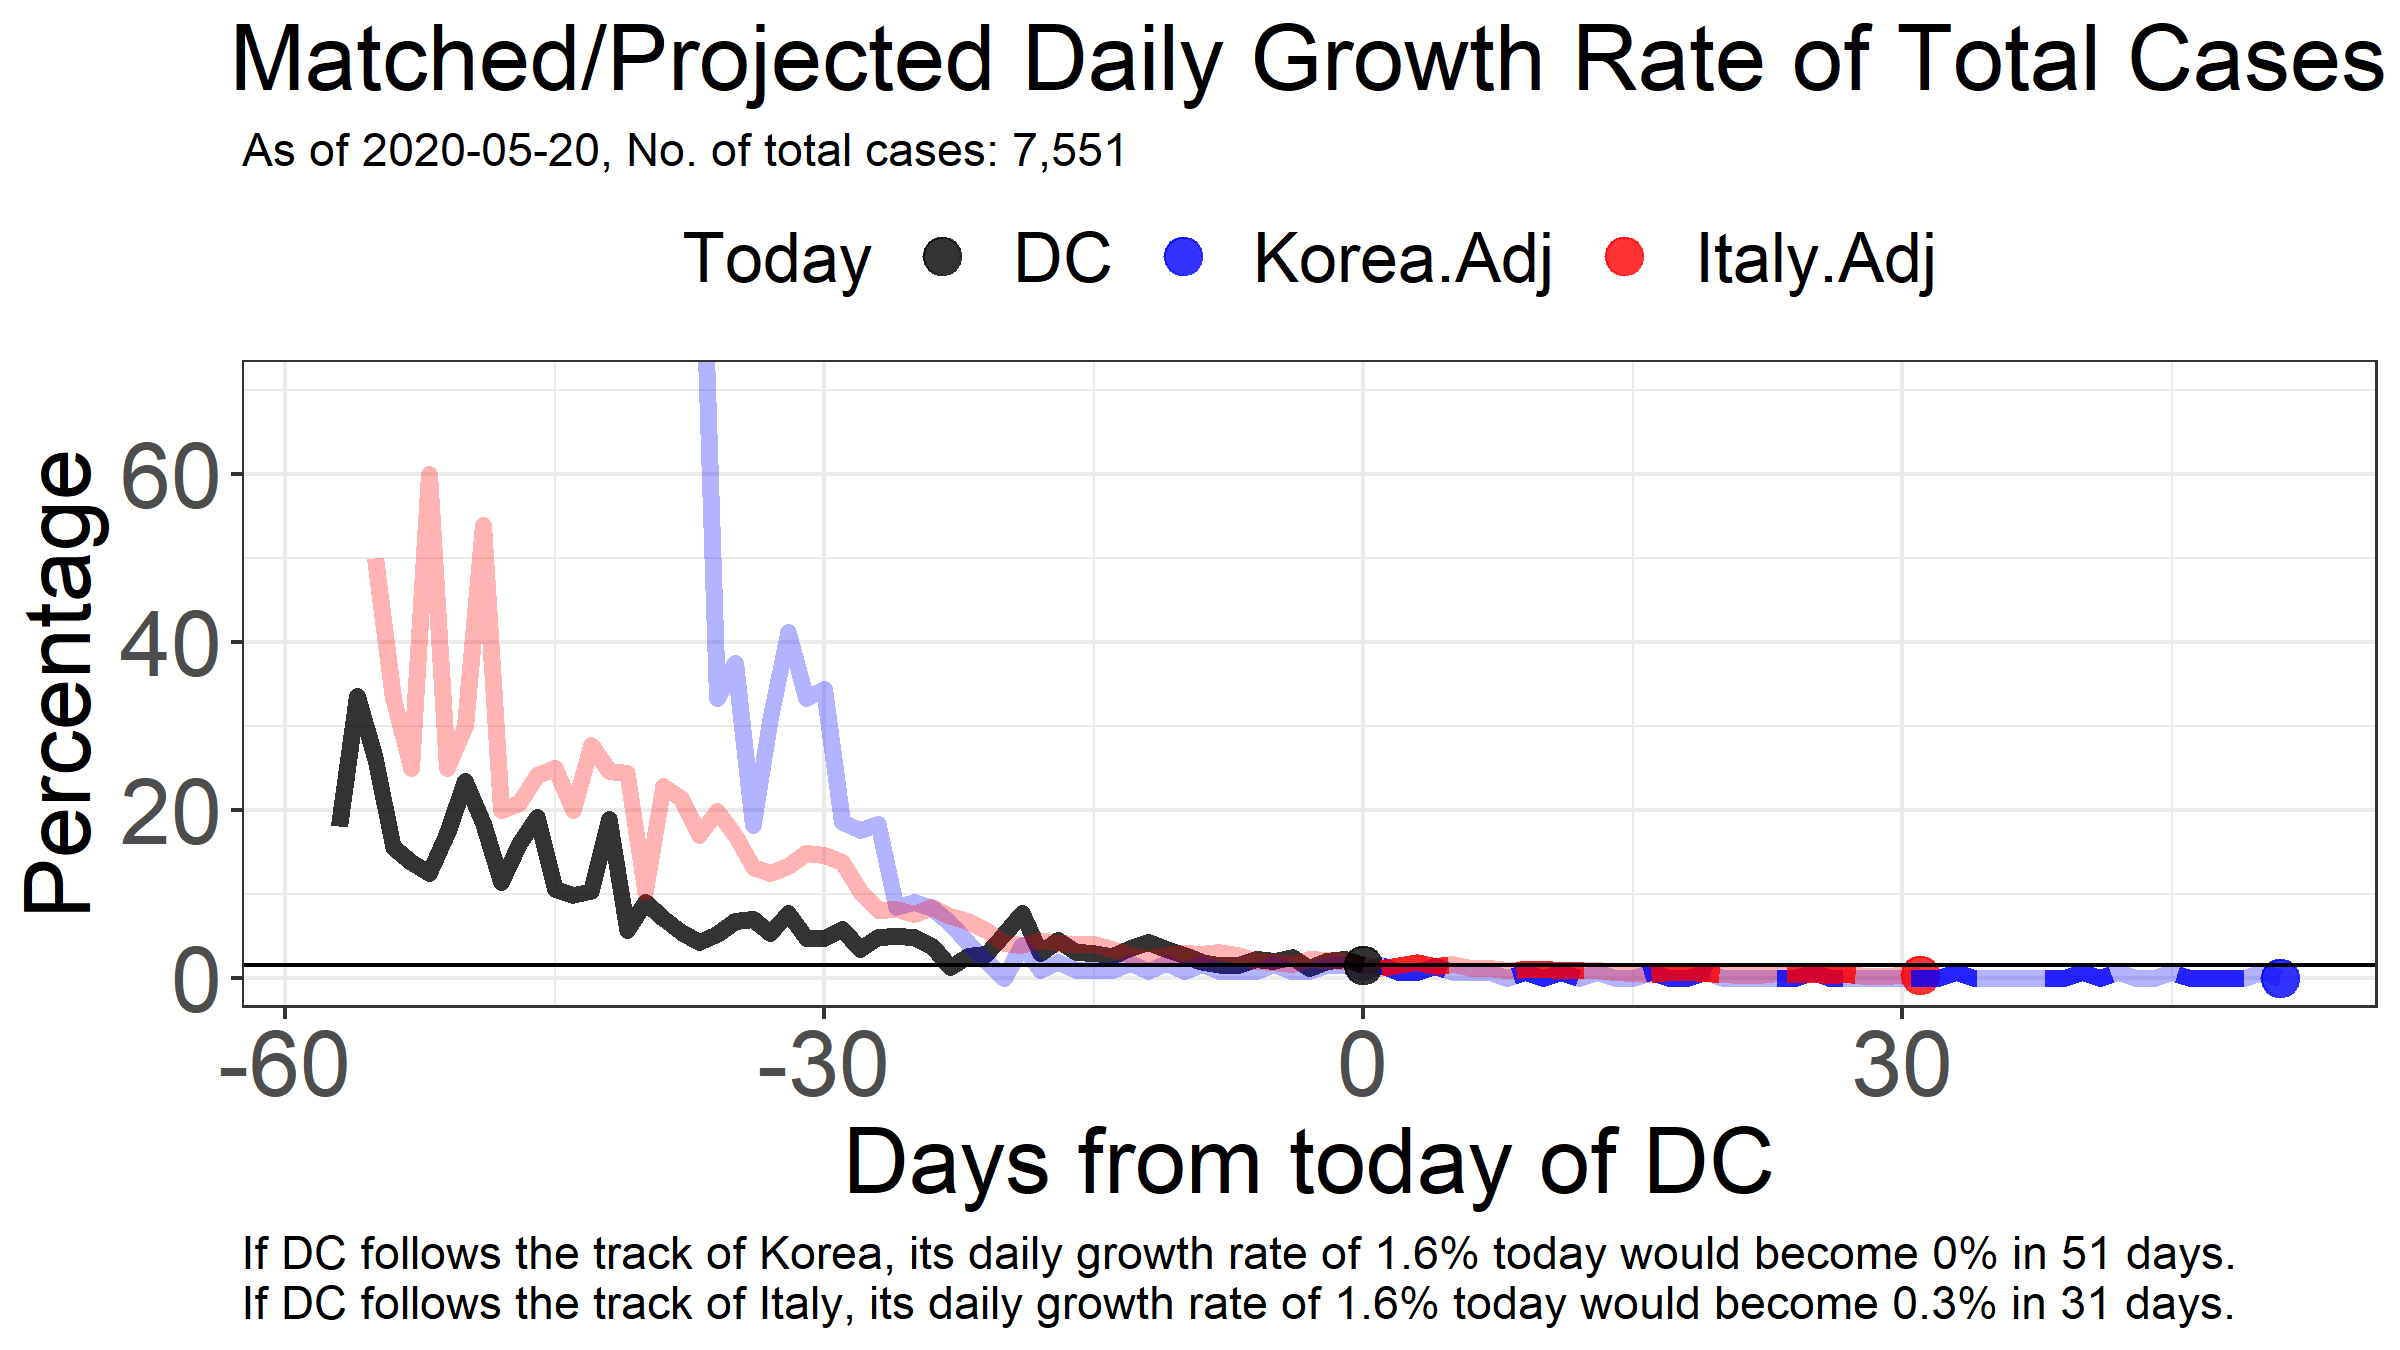 Matched/Projected Daily Growth Rate of Total Cases
As of 2020-05-20, No. of total cases: 7,551
Today DC Korea.Adj Italy.Adj
Percentage
60
40
20
0
-60 -30 0 30
Days from today of DC
If DC follows the track of Korea, its daily growth rate of 1.6% today would become 0% in 51 days.
If DC follows the track of Italy, its daily growth rate of 1.6% today would become 0.3% in 31 days.